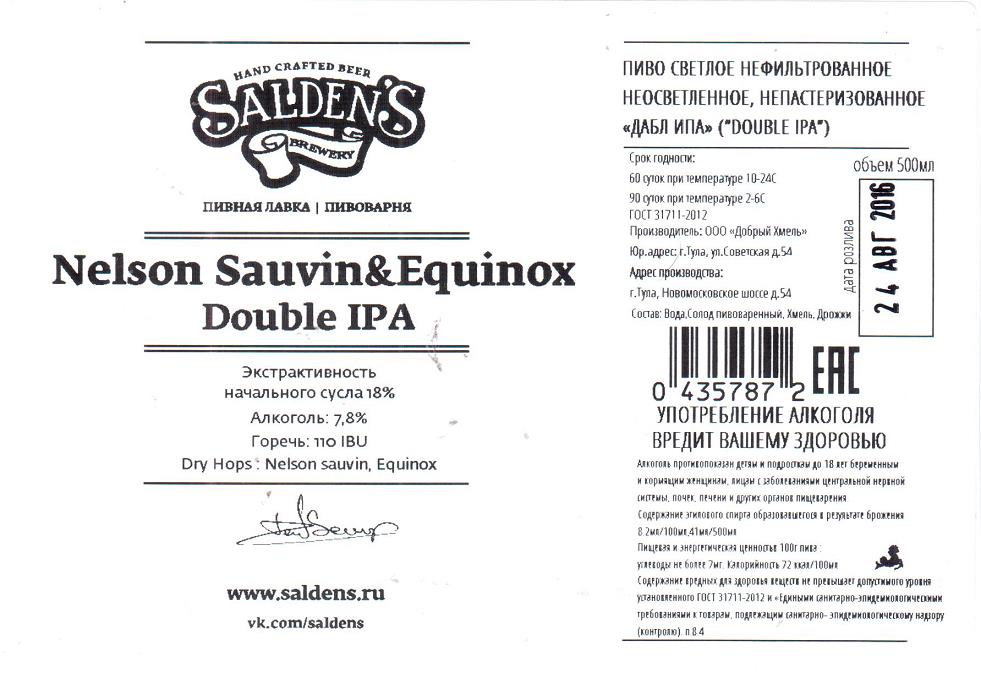 HAND CRAFTED BEER
SALDEN'S
BREWERY
ПИВНАЯ ЛАВКА | ПИВОВАРНЯ
Nelson Sauvin&Equinox
Double IPA
Экстрактивность
начального сусла 18%
Алкоголь: 7,8%
Горечь: 110 IBU
Dry Hops : Nelson sauvin, Equinox
www.saldens.ru
vk.com/saldens
ПИВО СВЕТЛОЕ НЕФИЛЬТРОВАННОЕ
НЕОСВЕТЛЕННОЕ, НЕПАСТЕРИЗОВАННОЕ
«ДАБЛ ИПА» ("DOUBLE IPA")
Срок годности:
60 суток при температуре 10-24С
90 суток при температуре 2-6С
ГОСТ 31711-2012
Производитель: ООО «Добрый Хмель»
Юр.адрес: г.Тула, ул.Советская д.54
Адрес производства:
г.Тула, Новомосковское шоссе д.54
Состав: Вода,Солод пивоваренный, Хмель, Дрожжи
объем 500мл
дата розлива
24 АВГ 2016
0 435787 2
EAC
УПОТРЕБЛЕНИЕ АЛКОГОЛЯ
ВРЕДИТ ВАШЕМУ ЗДОРОВЬЮ
Алкоголь противопоказан детям и подросткам до 18 лет беременным
и кормящим женщинам, лицам с заболеваниями центральной нервной
системы, почек, печени и других органов пищеварения.
Содержание этилового спирта образовавшегося в результате брожения
8.2мл/100мл,41мл/500мл
Пищевая и энергетическая ценностьв 100г пива :
углеводы не более 7мг. Калорийность 72 ккал/100мл
Содержание вредных для здоровья веществ не превышает допустимого уровня
установленного ГОСТ 31711-2012 и «Едиными санитарно-эпидемиологическими
требованиями к товарам, подлежащим санитарно- эпидемиологическому надзору
(контролю). п.8.4